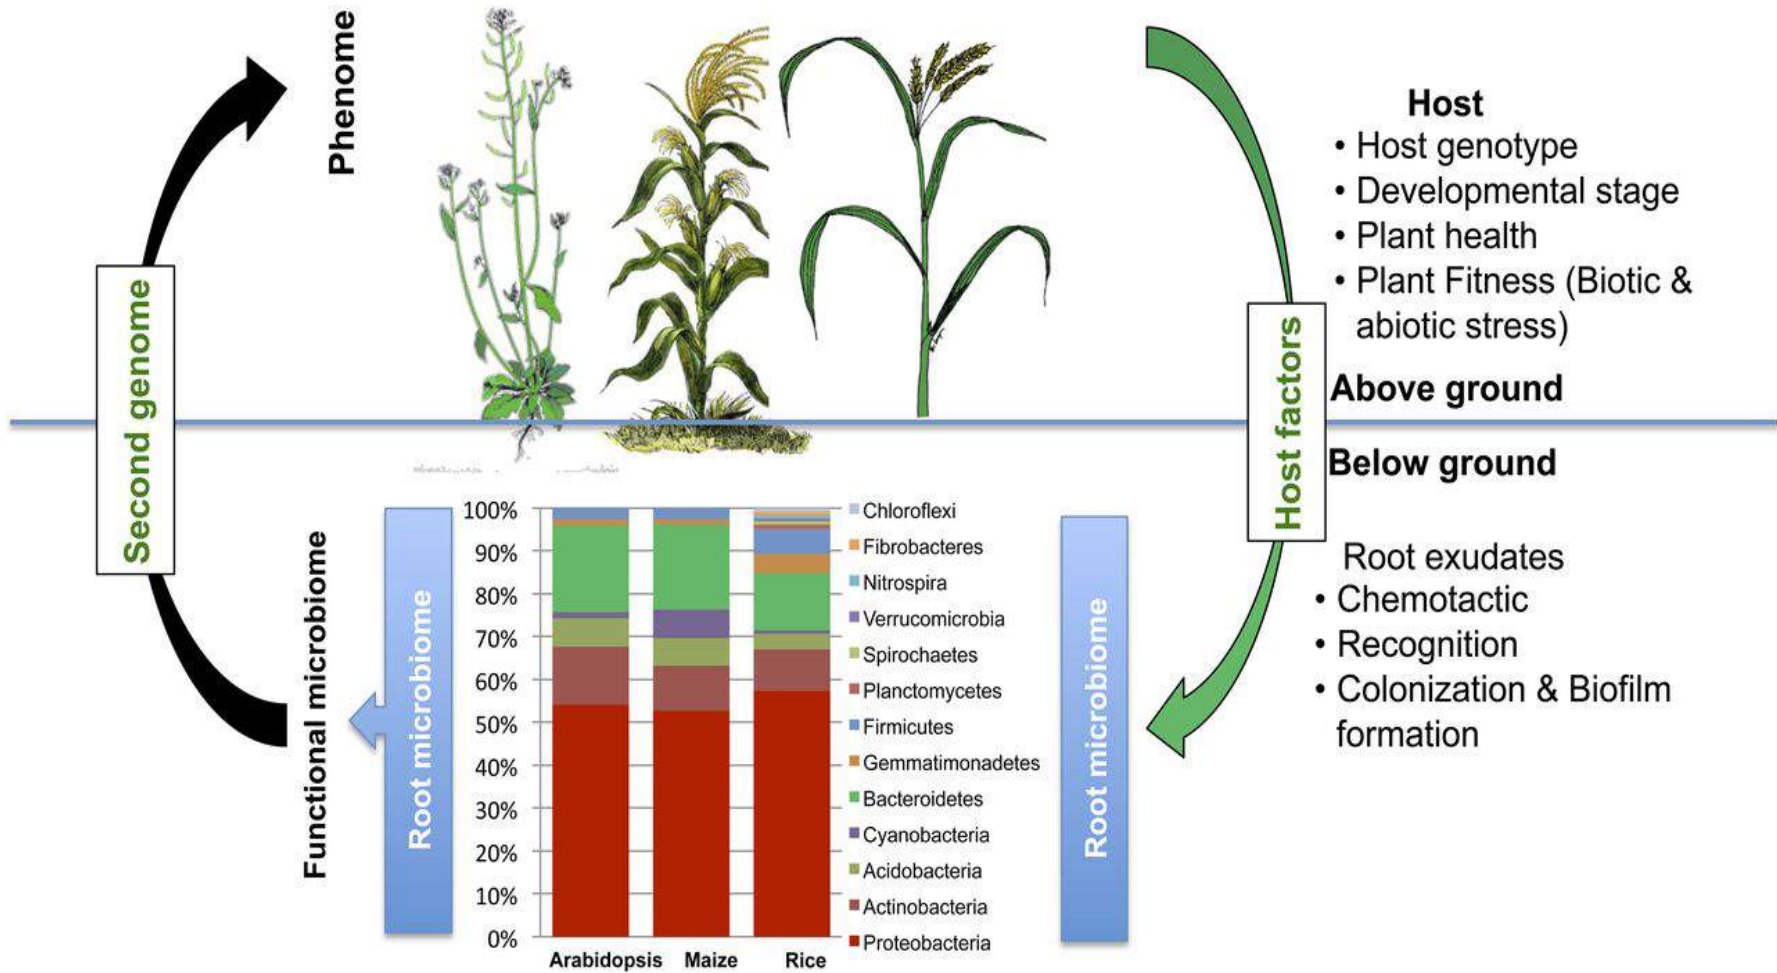 Phenome
Second genome
Functional microbiome
Root microbiome
Host
• Host genotype
• Developmental stage
• Plant health
• Plant Fitness (Biotic &
abiotic stress)
Above ground
Host factors
Below ground
Root exudates
• Chemotactic
• Recognition
• Colonization & Biofilm
formation
Root microbiome
100%
90%
80%
70%
60%
50%
40%
30%
20%
10%
0%
Arabidopsis Maize Rice
Chloroflexi
Fibrobacteres
Nitrospira
Verrucomicrobia
Spirochaetes
Planctomycetes
Firmicutes
Gemmatimonadetes
Bacteroidetes
Cyanobacteria
Acidobacteria
Actinobacteria
Proteobacteria